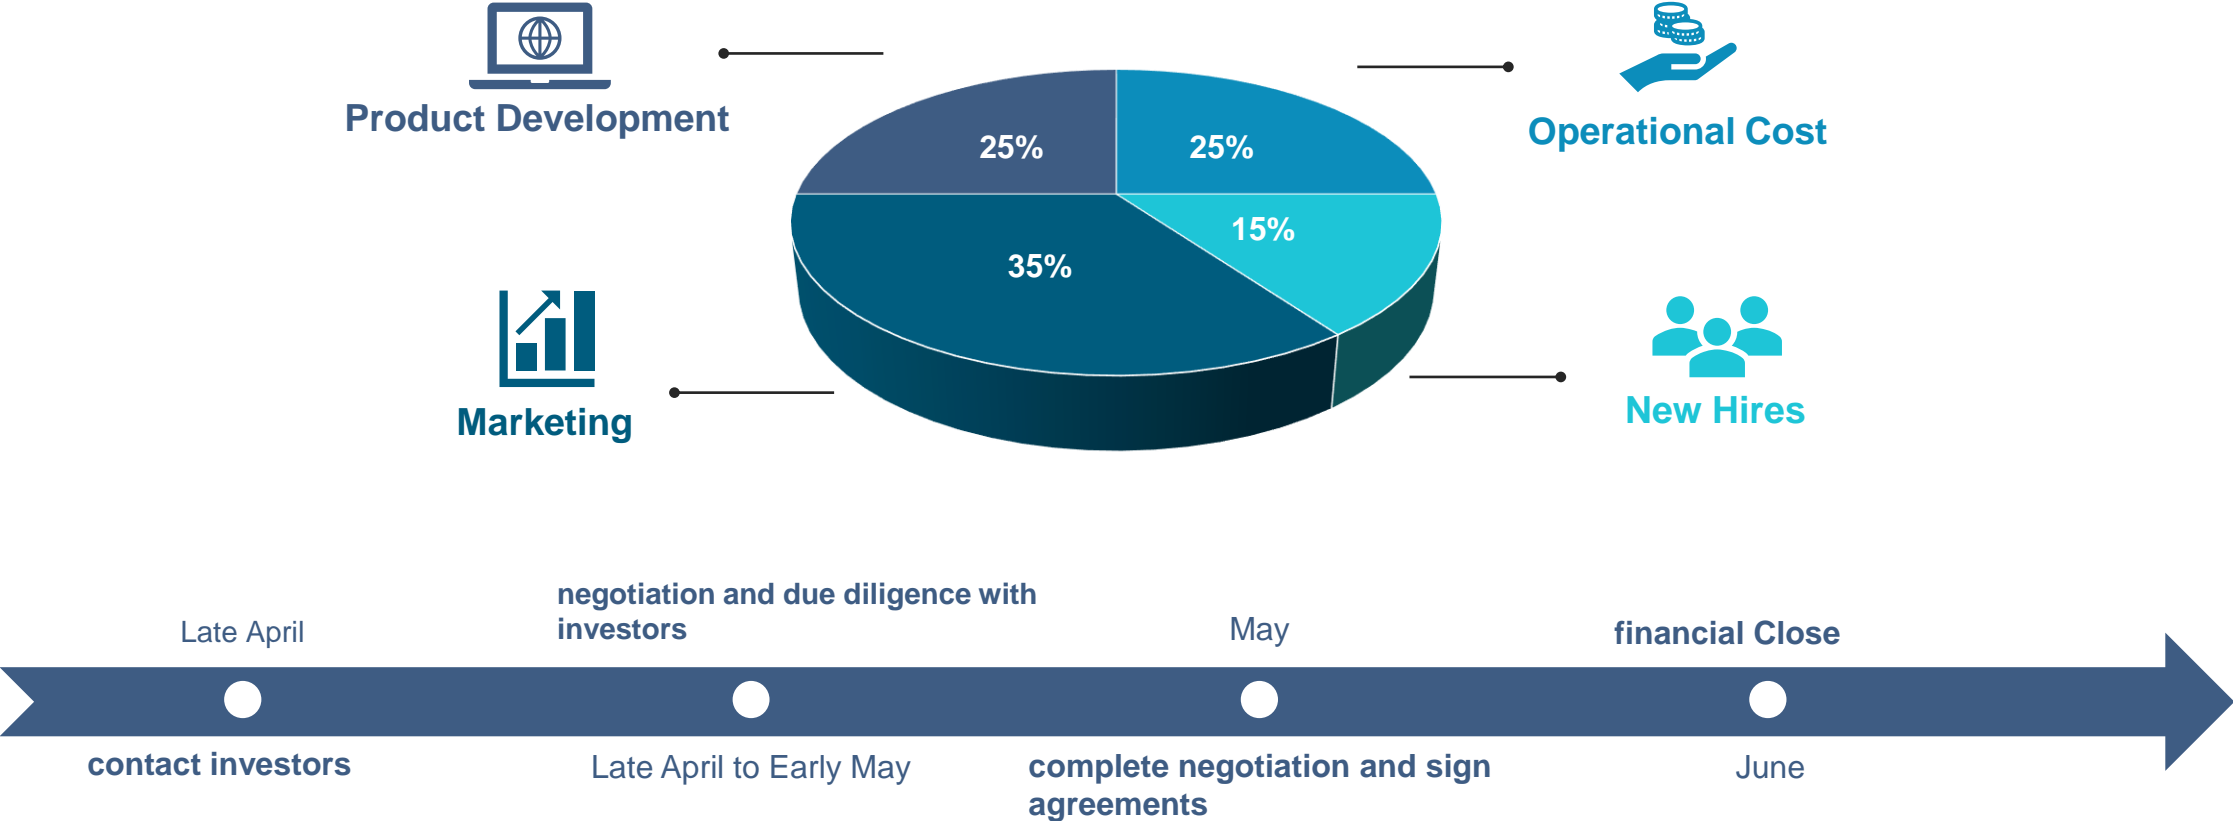 Product Development
25%
25%
Operational Cost
15%
35%
Marketing
New Hires
Late April
negotiation and due diligence with
investors
May
financial Close
contact investors
Late April to Early May
complete negotiation and sign
agreements
June